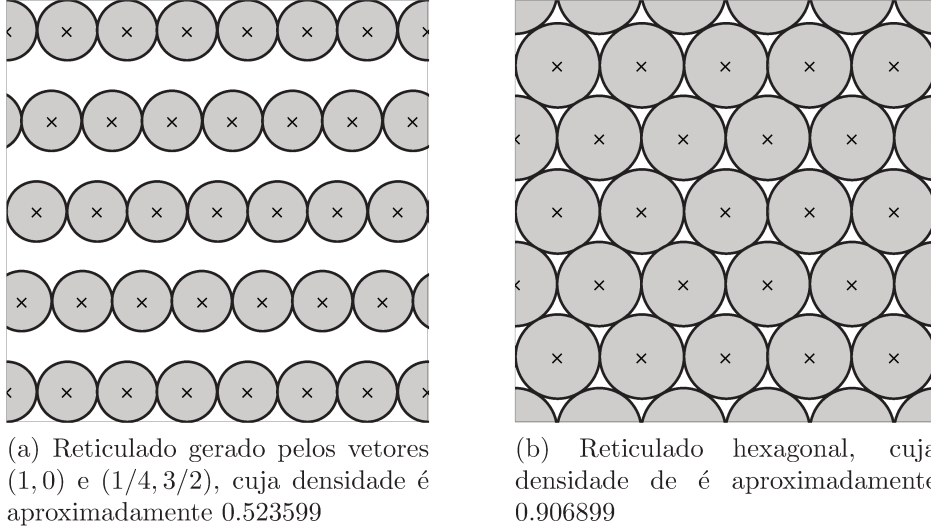 (a) Reticulado gerado pelos vetores
(1, 0) e (1/4, 3/2), cuja densidade é
aproximadamente 0.523599
(b) Reticulado hexagonal, cuja
densidade de é aproximadamente
0.906899